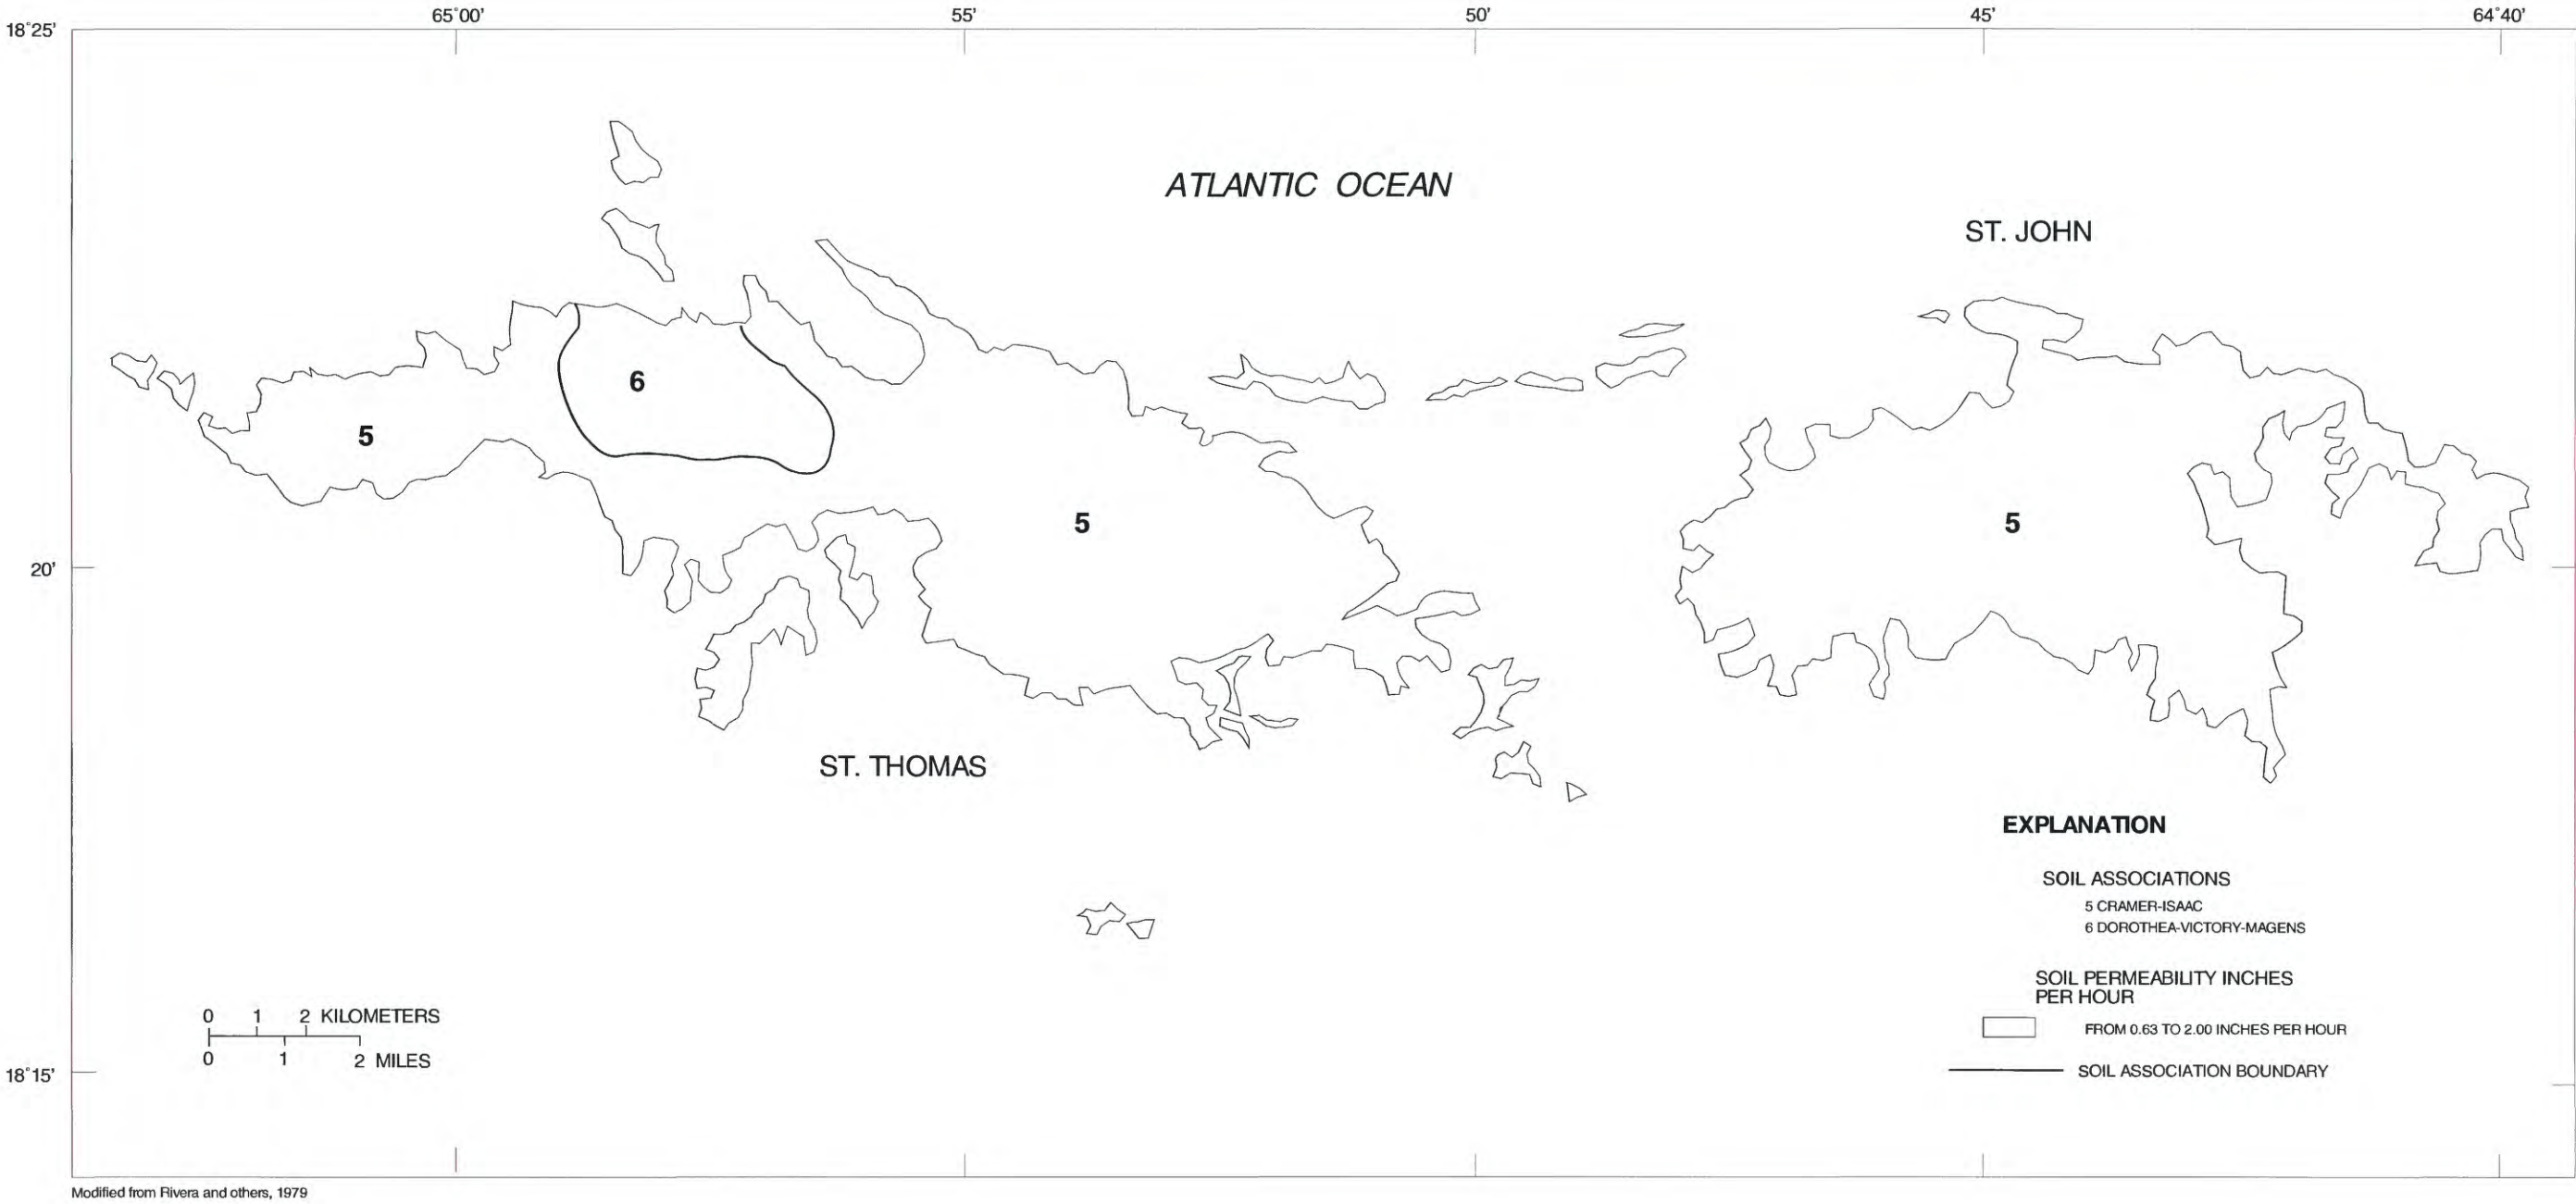 65°00'
55'
50'
45'
64°40'
18°25'
ATLANTIC OCEAN
ST. JOHN
6
5
5
5
20'
ST. THOMAS
EXPLANATION
SOIL ASSOCIATIONS
5 CRAMER-ISAAC
6 DOROTHEA-VICTORY-MAGENS
SOIL PERMEABILITY INCHES
PER HOUR
FROM 0.63 TO 2.00 INCHES PER HOUR
SOIL ASSOCIATION BOUNDARY
0 1 2 KILOMETERS
0 1 2 MILES
18°15'
Modified from Rivera and others, 1979